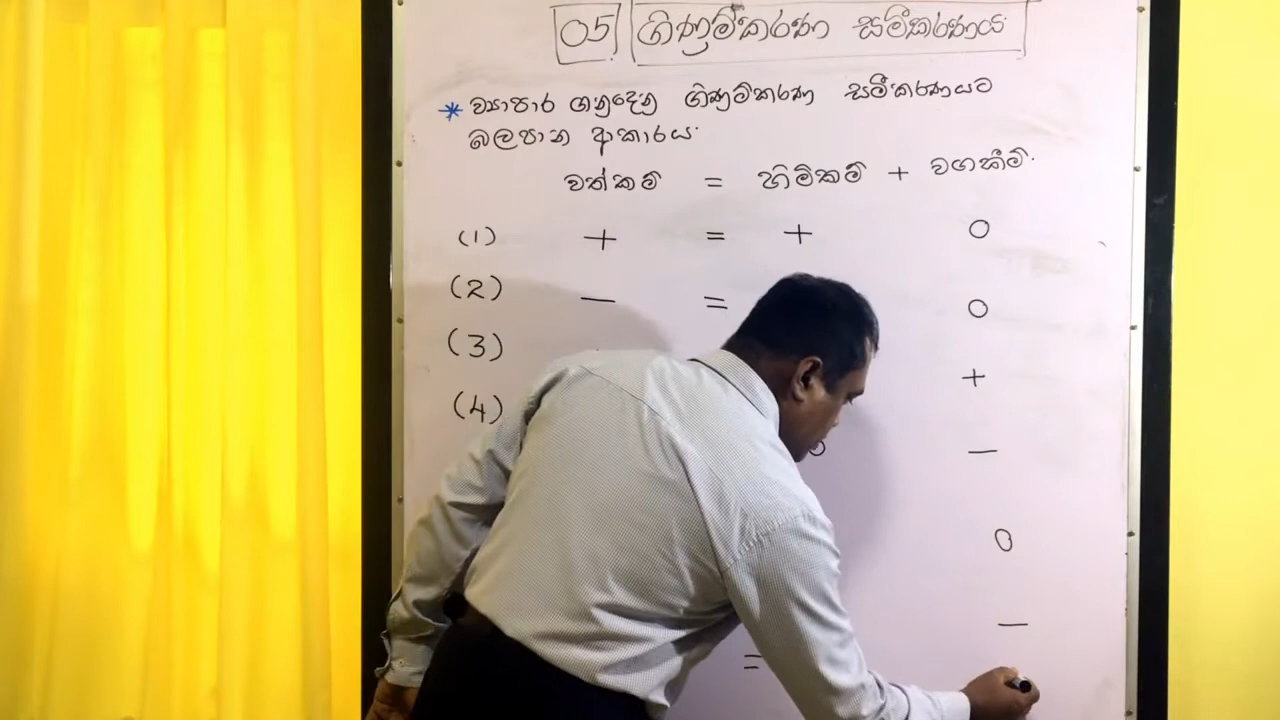 05 ගිණුම්කරණ සමීකරණය
* ව්‍යාපාර ගනුදෙනු ගිණුම්කරණ සමීකරණයට
බලපාන ආකාරය.
වත්කම් = හිමිකම් + වගකීම්.
(1) + = + 0
(2) – = 0
(3) +
(4) –
0
–
=